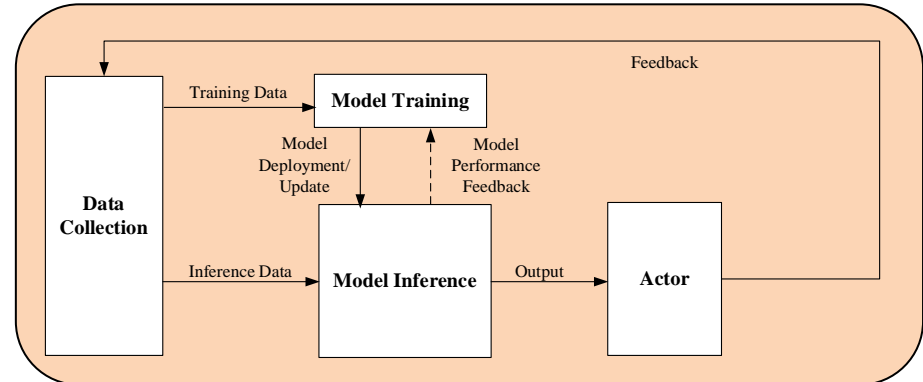 Feedback
Training Data
Model Training
Model
Deployment/
Update
Model
Performance
Feedback
Data
Collection
Inference Data
Model Inference
Output
Actor